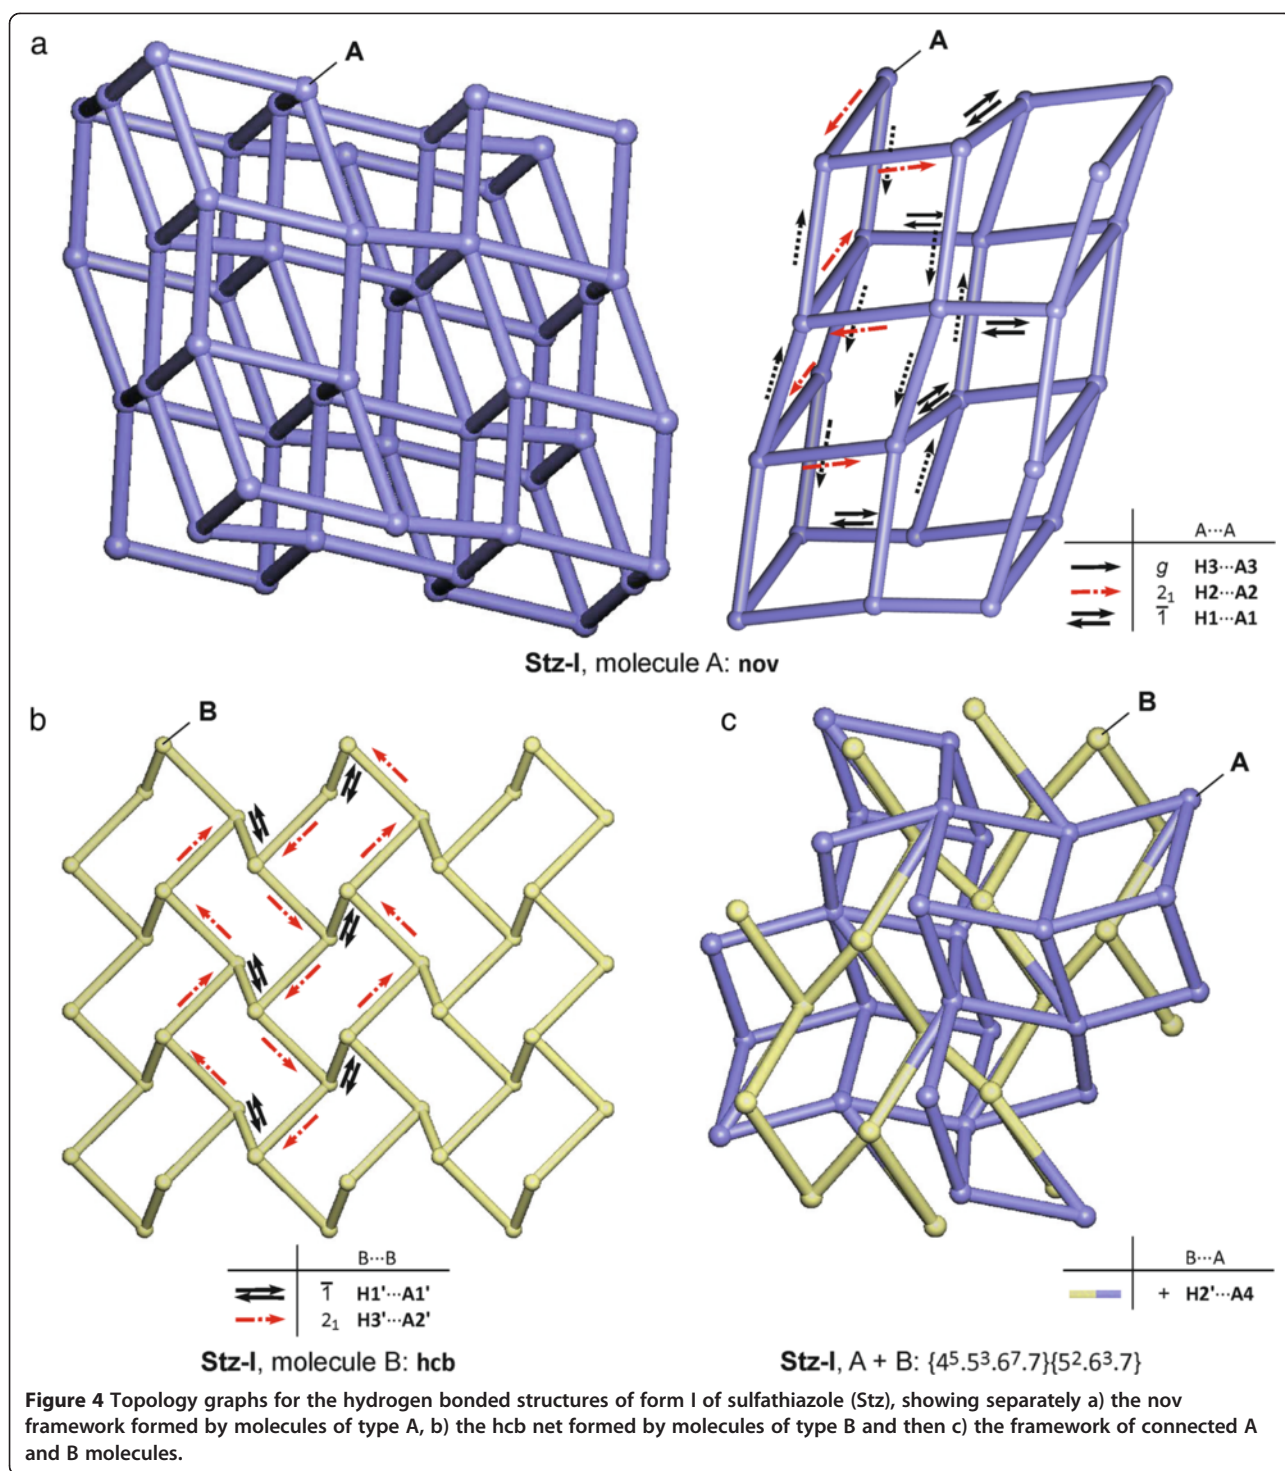 a
A
A
A···A
g H3···A3
2₁ H2···A2
1̅ H1···A1
Stz-I, molecule A: nov
b
B
c
B
A
B···B
1̅ H1'···A1'
2₁ H3'···A2'
Stz-I, molecule B: hcb
B···A
+ H2'···A4
Stz-I, A + B: {4⁵.5³.6⁷.7}{5².6³.7}
Figure 4 Topology graphs for the hydrogen bonded structures of form I of sulfathiazole (Stz), showing separately a) the nov
framework formed by molecules of type A, b) the hcb net formed by molecules of type B and then c) the framework of connected A
and B molecules.